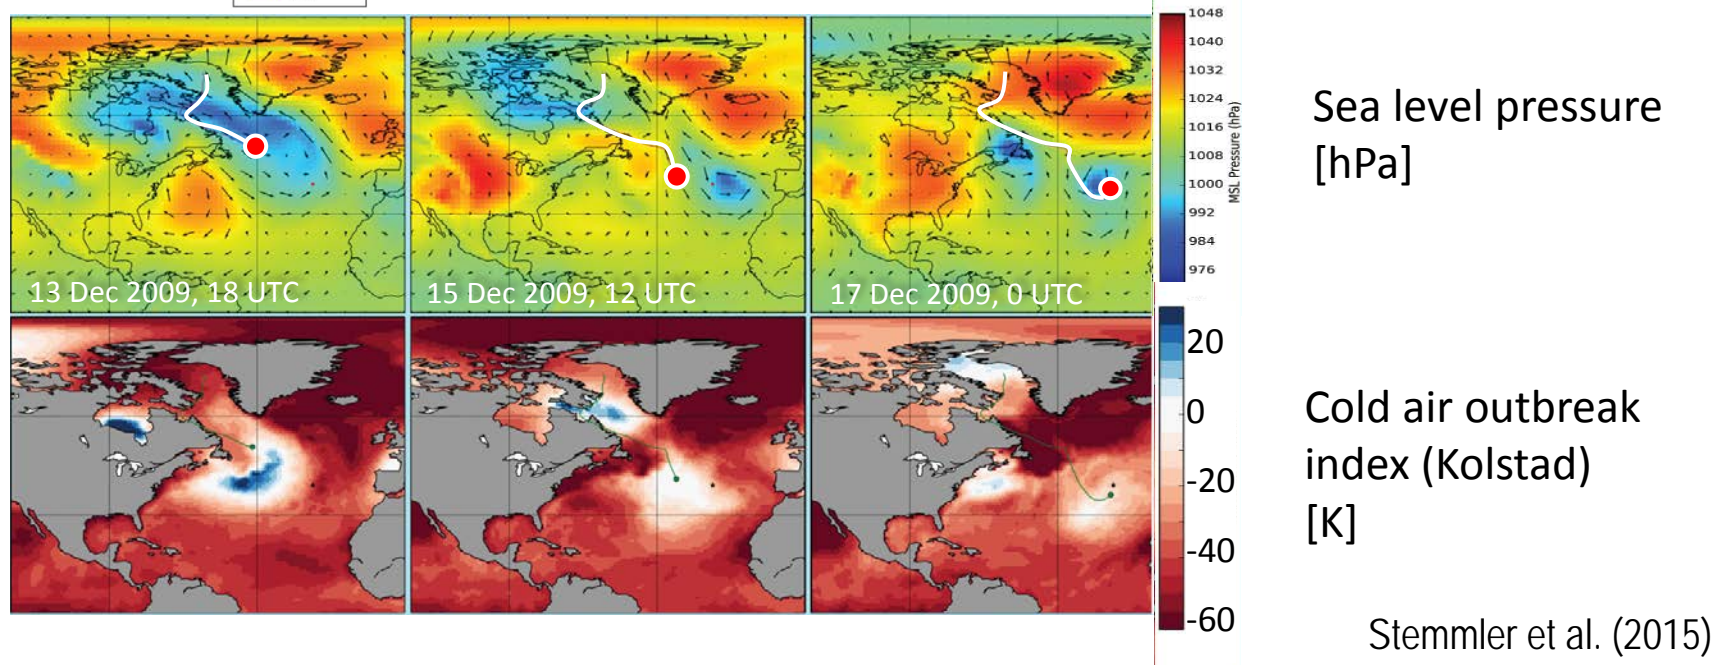 1048
1040
1032
1024
1016
1008
1000
992
984
976
MSL Pressure (hPa)
Sea level pressure
[hPa]
13 Dec 2009, 18 UTC
15 Dec 2009, 12 UTC
17 Dec 2009, 0 UTC
20
0
-20
-40
-60
Cold air outbreak
index (Kolstad)
[K]
Stemmler et al. (2015)